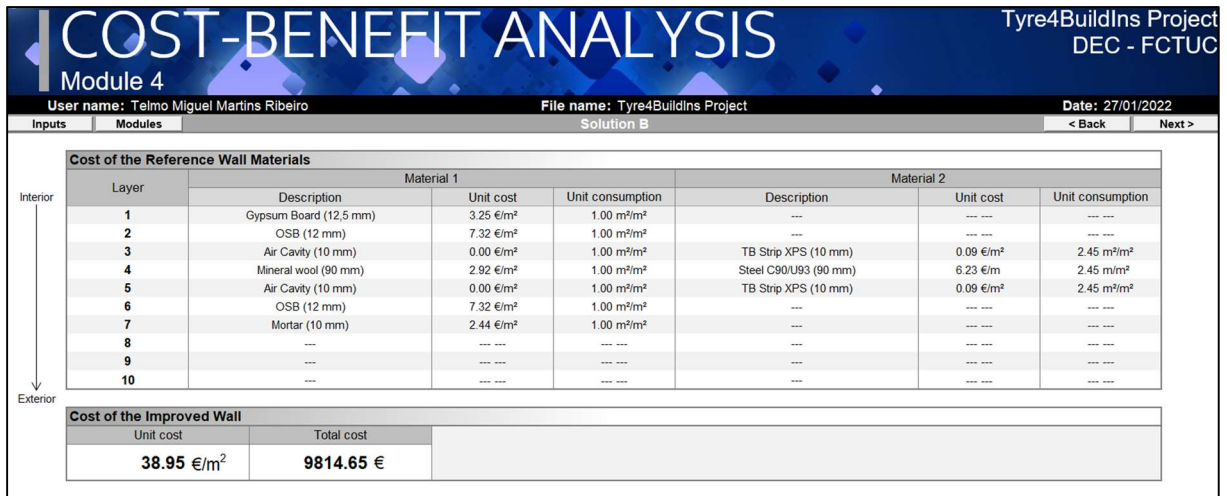 COST-BENEFIT ANALYSIS
Module 4
Tyre4BuildIns Project
DEC - FCTUC
User name: Telmo Miguel Martins Ribeiro File name: Tyre4BuildIns Project Date: 27/01/2022
Inputs Modules Solution B < Back Next >
Cost of the Reference Wall Materials
Layer Material 1 Material 2
Description Unit cost Unit consumption Description Unit cost Unit consumption
Interior
1 Gypsum Board (12,5 mm) 3.25 €/m² 1.00 m²/m² --- --- --- --- ---
2 OSB (12 mm) 7.32 €/m² 1.00 m²/m² --- --- --- --- ---
3 Air Cavity (10 mm) 0.00 €/m² 1.00 m²/m² TB Strip XPS (10 mm) 0.09 €/m² 2.45 m²/m²
4 Mineral wool (90 mm) 2.92 €/m² 1.00 m²/m² Steel C90/U93 (90 mm) 6.23 €/m 2.45 m/m²
5 Air Cavity (10 mm) 0.00 €/m² 1.00 m²/m² TB Strip XPS (10 mm) 0.09 €/m² 2.45 m²/m²
6 OSB (12 mm) 7.32 €/m² 1.00 m²/m² --- --- --- --- ---
7 Mortar (10 mm) 2.44 €/m² 1.00 m²/m² --- --- --- --- ---
8 --- --- --- --- --- --- --- --- --- ---
9 --- --- --- --- --- --- --- --- --- ---
10 --- --- --- --- --- --- --- --- --- ---
Exterior
Cost of the Improved Wall
Unit cost Total cost
38.95 €/m² 9814.65 €